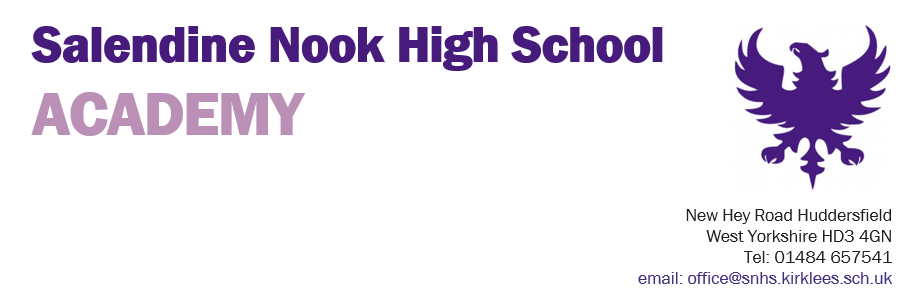 Salendine Nook High School
ACADEMY
New Hey Road Huddersfield
West Yorkshire HD3 4GN
Tel: 01484 657541
email: office@snhs.kirklees.sch.uk